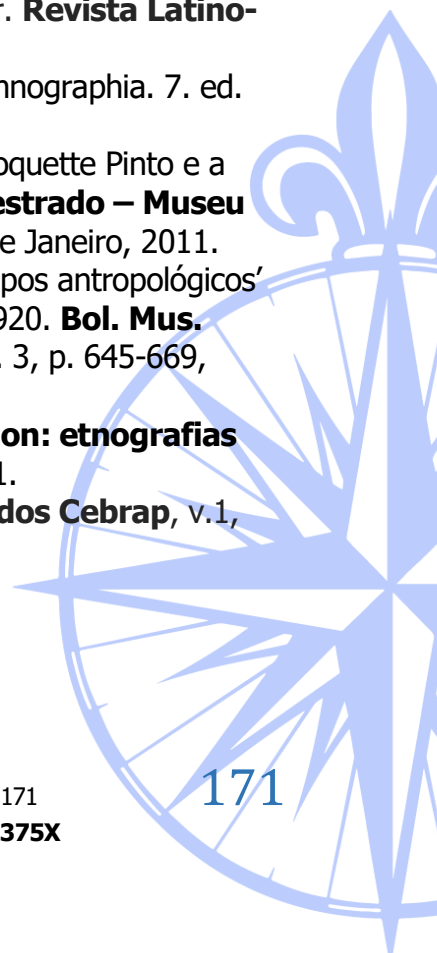 r. Revista Latino-
nnographia. 7. ed.
oquette Pinto e a
estrado – Museu
e Janeiro, 2011.
pos antropológicos’
920. Bol. Mus.
. 3, p. 645-669,
on: etnografias
1.
dos Cebrap, v.1,
171
171
375X